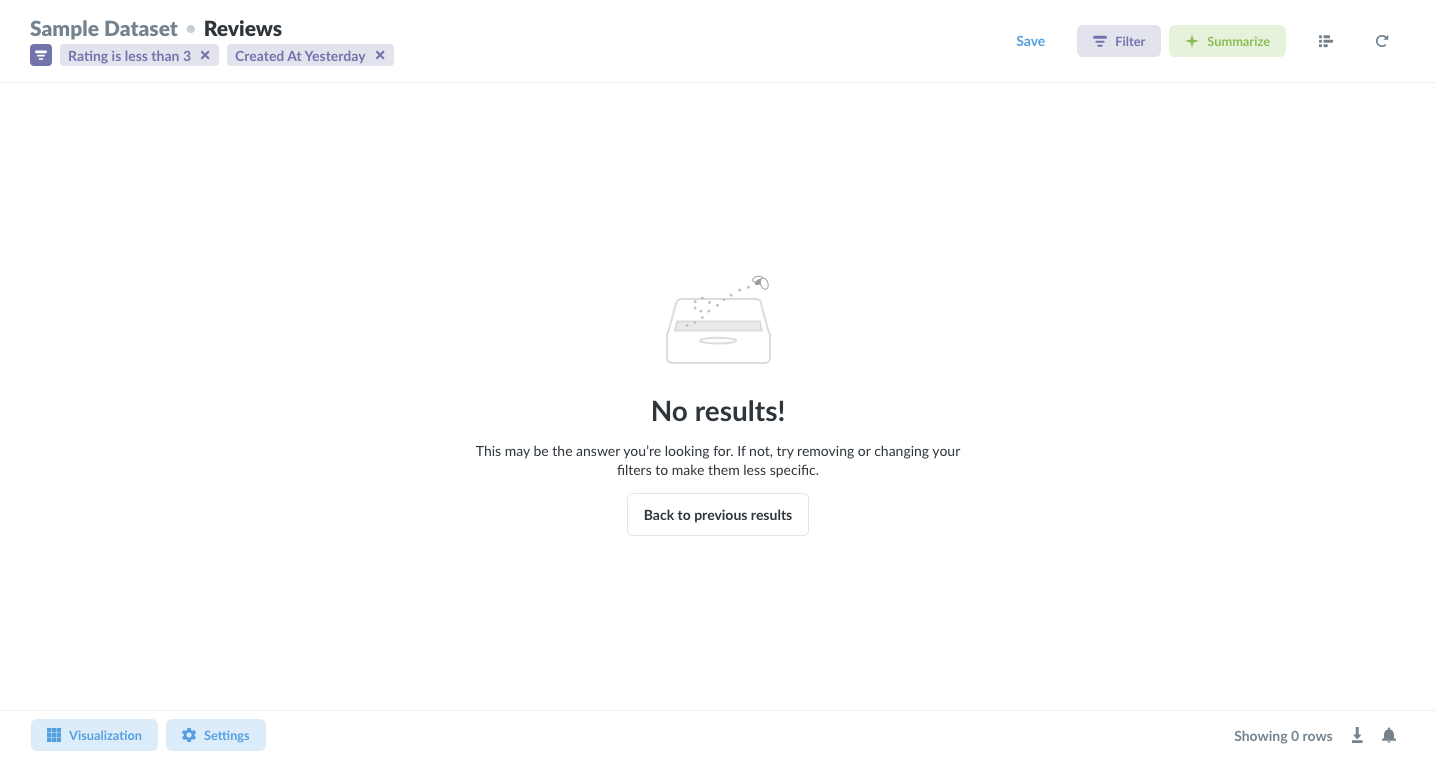 Sample Dataset • Reviews
Rating is less than 3 ✕ Created At Yesterday ✕
Save Filter Summarize
No results!
This may be the answer you’re looking for. If not, try removing or changing your
filters to make them less specific.
Back to previous results
Visualization Settings Showing 0 rows